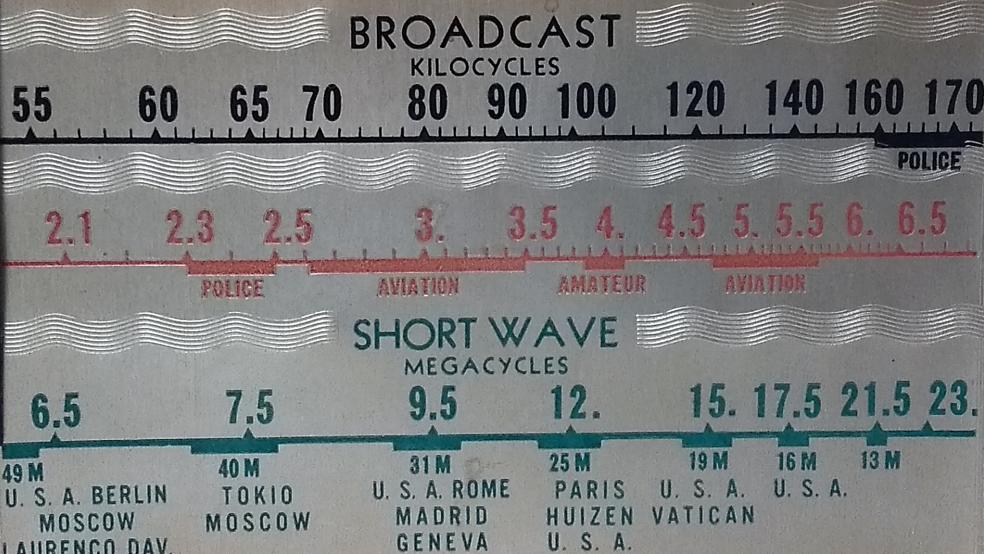 BROADCAST
KILOCYCLES
55 60 65 70 80 90 100 120 140 160 170
POLICE
2.1 2.3 2.5 3. 3.5 4. 4.5 5. 5.5 6. 6.5
POLICE AVIATION AMATEUR AVIATION
SHORT WAVE
MEGACYCLES
6.5 7.5 9.5 12. 15. 17.5 21.5 23.
49 M 40 M 31 M 25 M 19 M 16 M 13 M
U. S. A. BERLIN TOKIO U. S. A. ROME PARIS U. S. A. U. S. A.
MOSCOW MOSCOW MADRID HUIZEN VATICAN
LAURENCO DAV. GENEVA U. S. A.